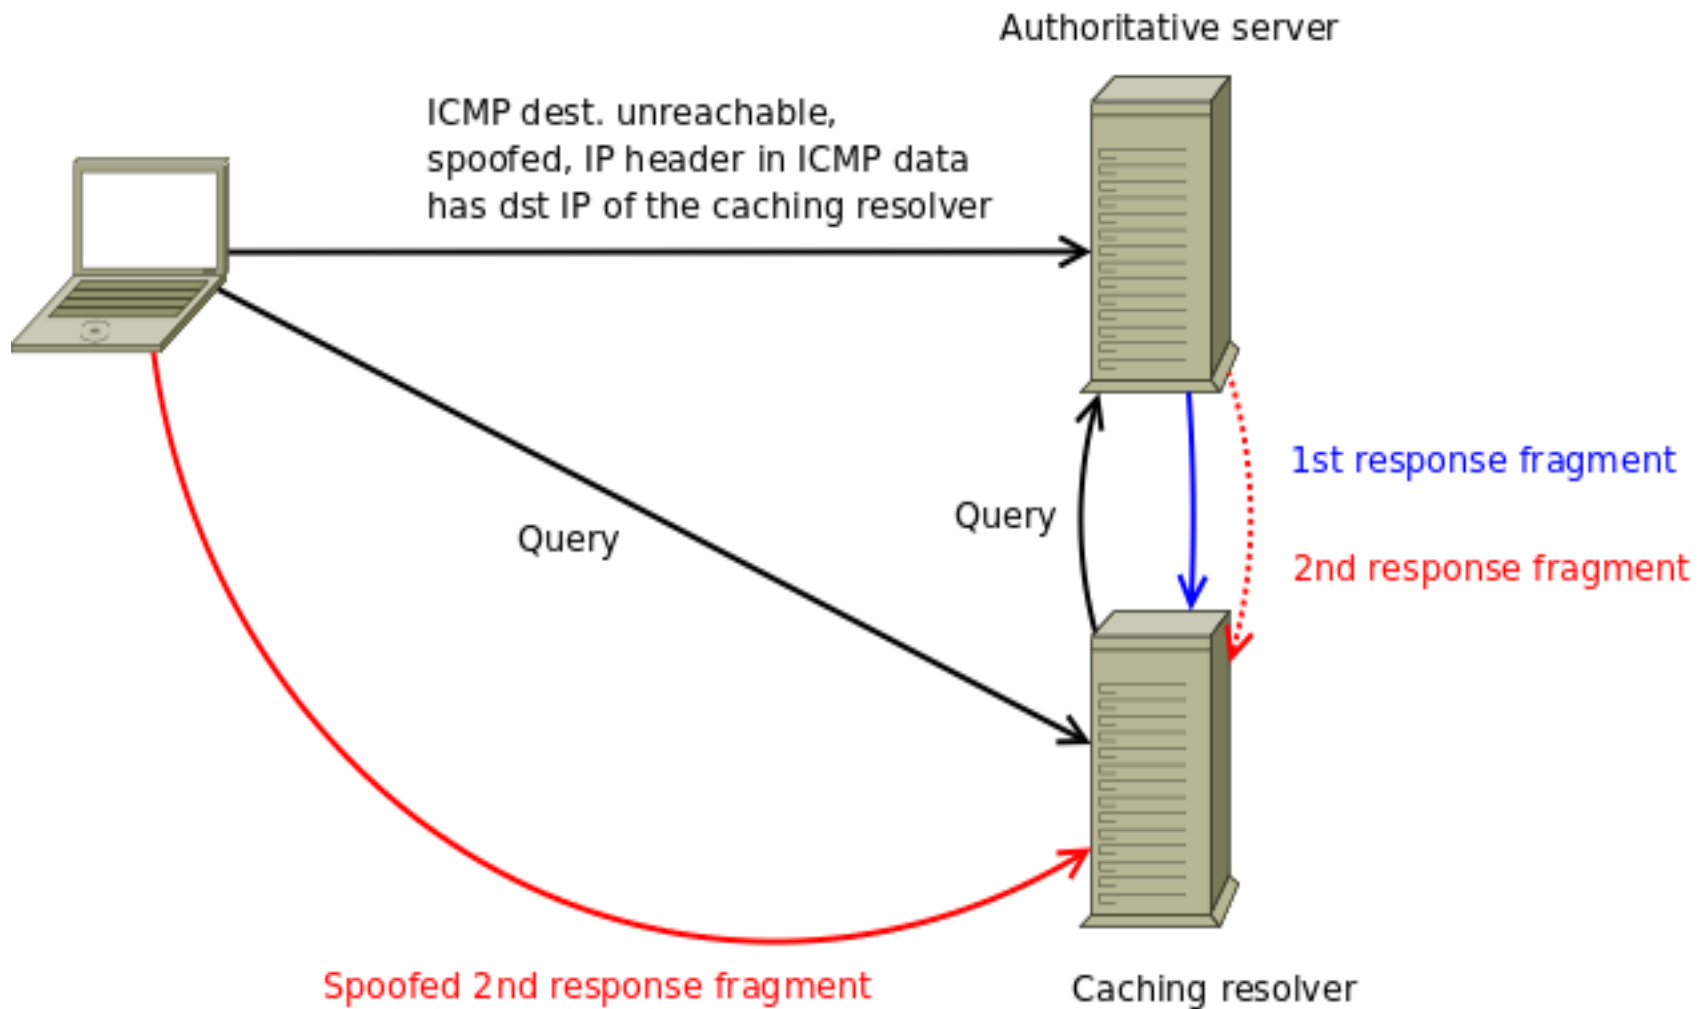 Authoritative server
ICMP dest. unreachable,
spoofed, IP header in ICMP data
has dst IP of the caching resolver
1st response fragment
Query
Query
2nd response fragment
Spoofed 2nd response fragment
Caching resolver